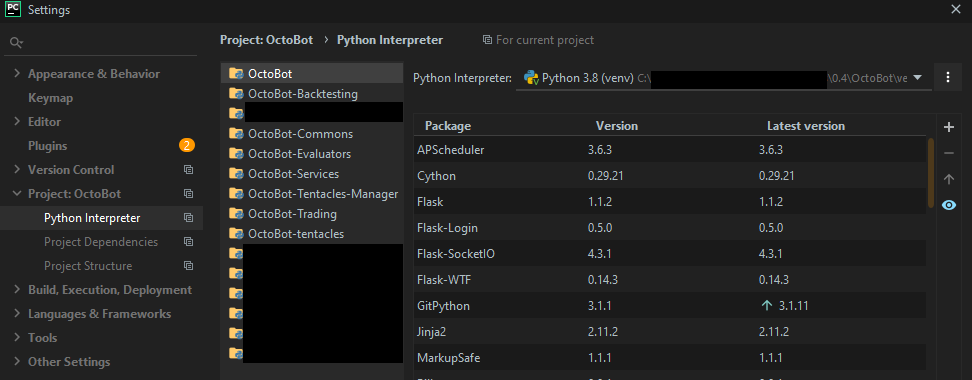 PC Settings
Project: OctoBot › Python Interpreter For current project
Appearance & Behavior
Keymap
Editor
Plugins 2
Version Control
Project: OctoBot
Python Interpreter
Project Dependencies
Project Structure
Build, Execution, Deployment
Languages & Frameworks
Tools
Other Settings
OctoBot
OctoBot-Backtesting
OctoBot-Commons
OctoBot-Evaluators
OctoBot-Services
OctoBot-Tentacles-Manager
OctoBot-Trading
OctoBot-tentacles
Python Interpreter: Python 3.8 (venv) C:\ \0.4\OctoBot\ve
Package Version Latest version
APScheduler 3.6.3 3.6.3
Cython 0.29.21 0.29.21
Flask 1.1.2 1.1.2
Flask-Login 0.5.0 0.5.0
Flask-SocketIO 4.3.1 4.3.1
Flask-WTF 0.14.3 0.14.3
GitPython 3.1.1 3.1.11
Jinja2 2.11.2 2.11.2
MarkupSafe 1.1.1 1.1.1